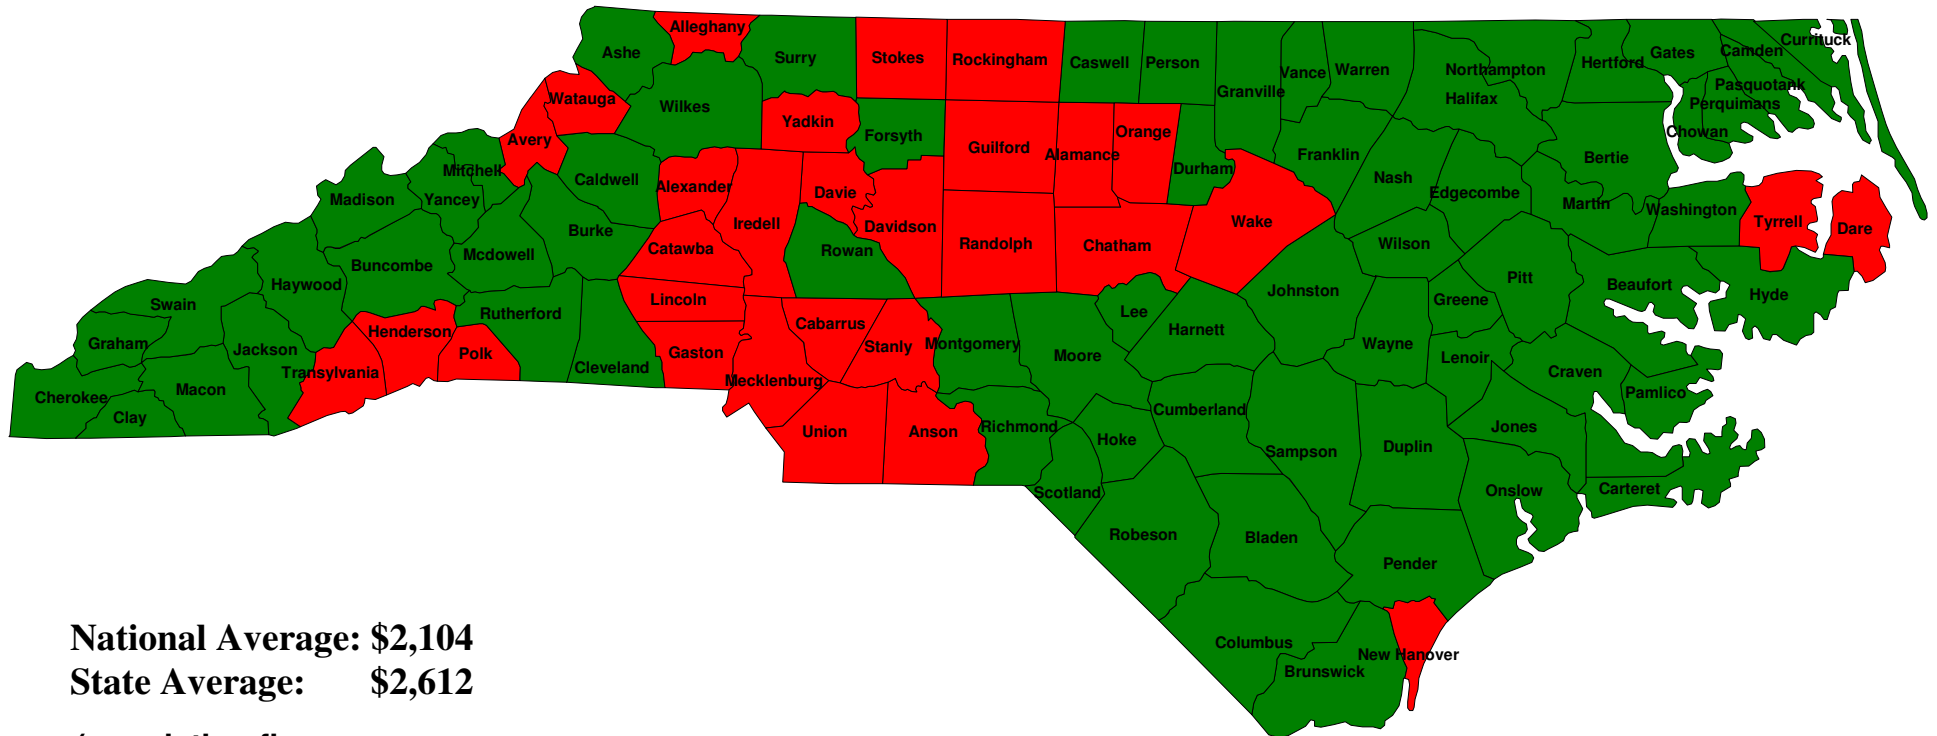 Alleghany
Ashe
Surry
Stokes
Rockingham
Caswell
Person
Granville
Vance
Warren
Northampton
Halifax
Hertford
Gates
Camden
Currituck
Pasquotank
Perquimans
Chowan
Watauga
Wilkes
Yadkin
Forsyth
Guilford
Alamance
Orange
Durham
Franklin
Nash
Edgecombe
Bertie
Martin
Washington
Tyrrell
Dare
Avery
Mitchell
Yancey
Madison
Caldwell
Alexander
Iredell
Davie
Davidson
Randolph
Chatham
Wake
Wilson
Pitt
Beaufort
Hyde
Burke
Catawba
Rowan
Mcdowell
Buncombe
Haywood
Swain
Graham
Jackson
Cherokee
Clay
Macon
Transylvania
Henderson
Polk
Rutherford
Cleveland
Lincoln
Gaston
Mecklenburg
Cabarrus
Stanly
Montgomery
Moore
Lee
Harnett
Johnston
Wayne
Greene
Lenoir
Craven
Pamlico
Jones
Carteret
Onslow
Duplin
Sampson
Cumberland
Hoke
Richmond
Scotland
Anson
Union
Robeson
Bladen
Pender
Columbus
Brunswick
New Hanover
National Average: $2,104
State Average: $2,612